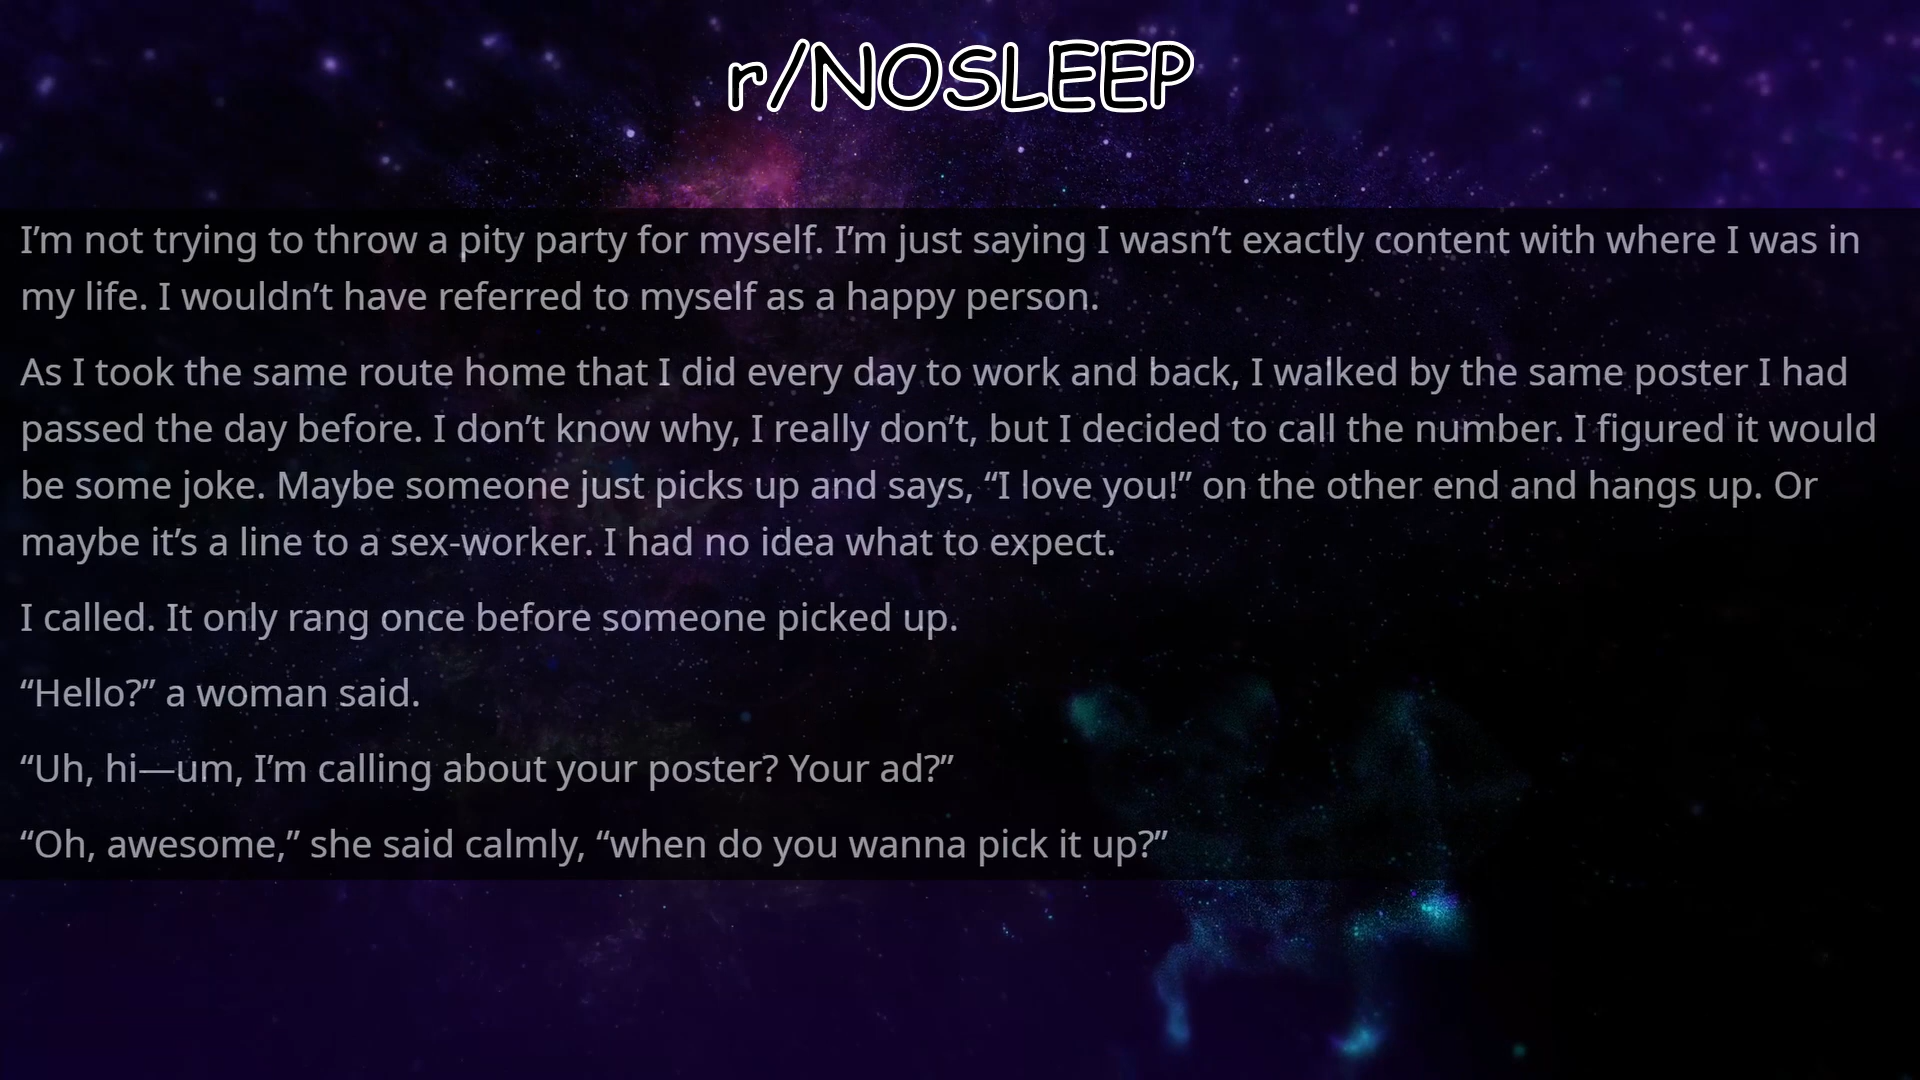 r/NOSLEEP
I’m not trying to throw a pity party for myself. I’m just saying I wasn’t exactly content with where I was in
my life. I wouldn’t have referred to myself as a happy person.
As I took the same route home that I did every day to work and back, I walked by the same poster I had
passed the day before. I don’t know why, I really don’t, but I decided to call the number. I figured it would
be some joke. Maybe someone just picks up and says, “I love you!” on the other end and hangs up. Or
maybe it’s a line to a sex-worker. I had no idea what to expect.
I called. It only rang once before someone picked up.
“Hello?” a woman said.
“Uh, hi—um, I’m calling about your poster? Your ad?”
“Oh, awesome,” she said calmly, “when do you wanna pick it up?”